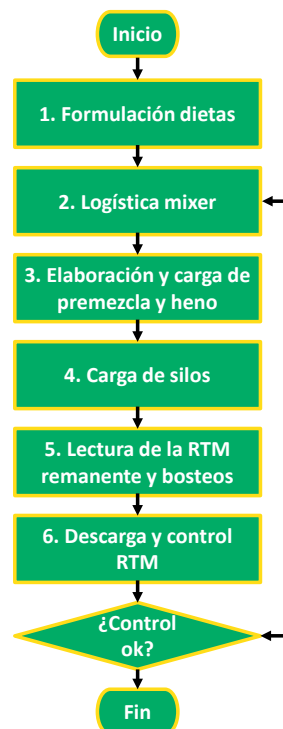 Inicio
1. Formulación dietas
2. Logística mixer
3. Elaboración y carga de
premezcla y heno
4. Carga de silos
5. Lectura de la RTM
remanente y bosteos
6. Descarga y control
RTM
¿Control
ok?
Fin